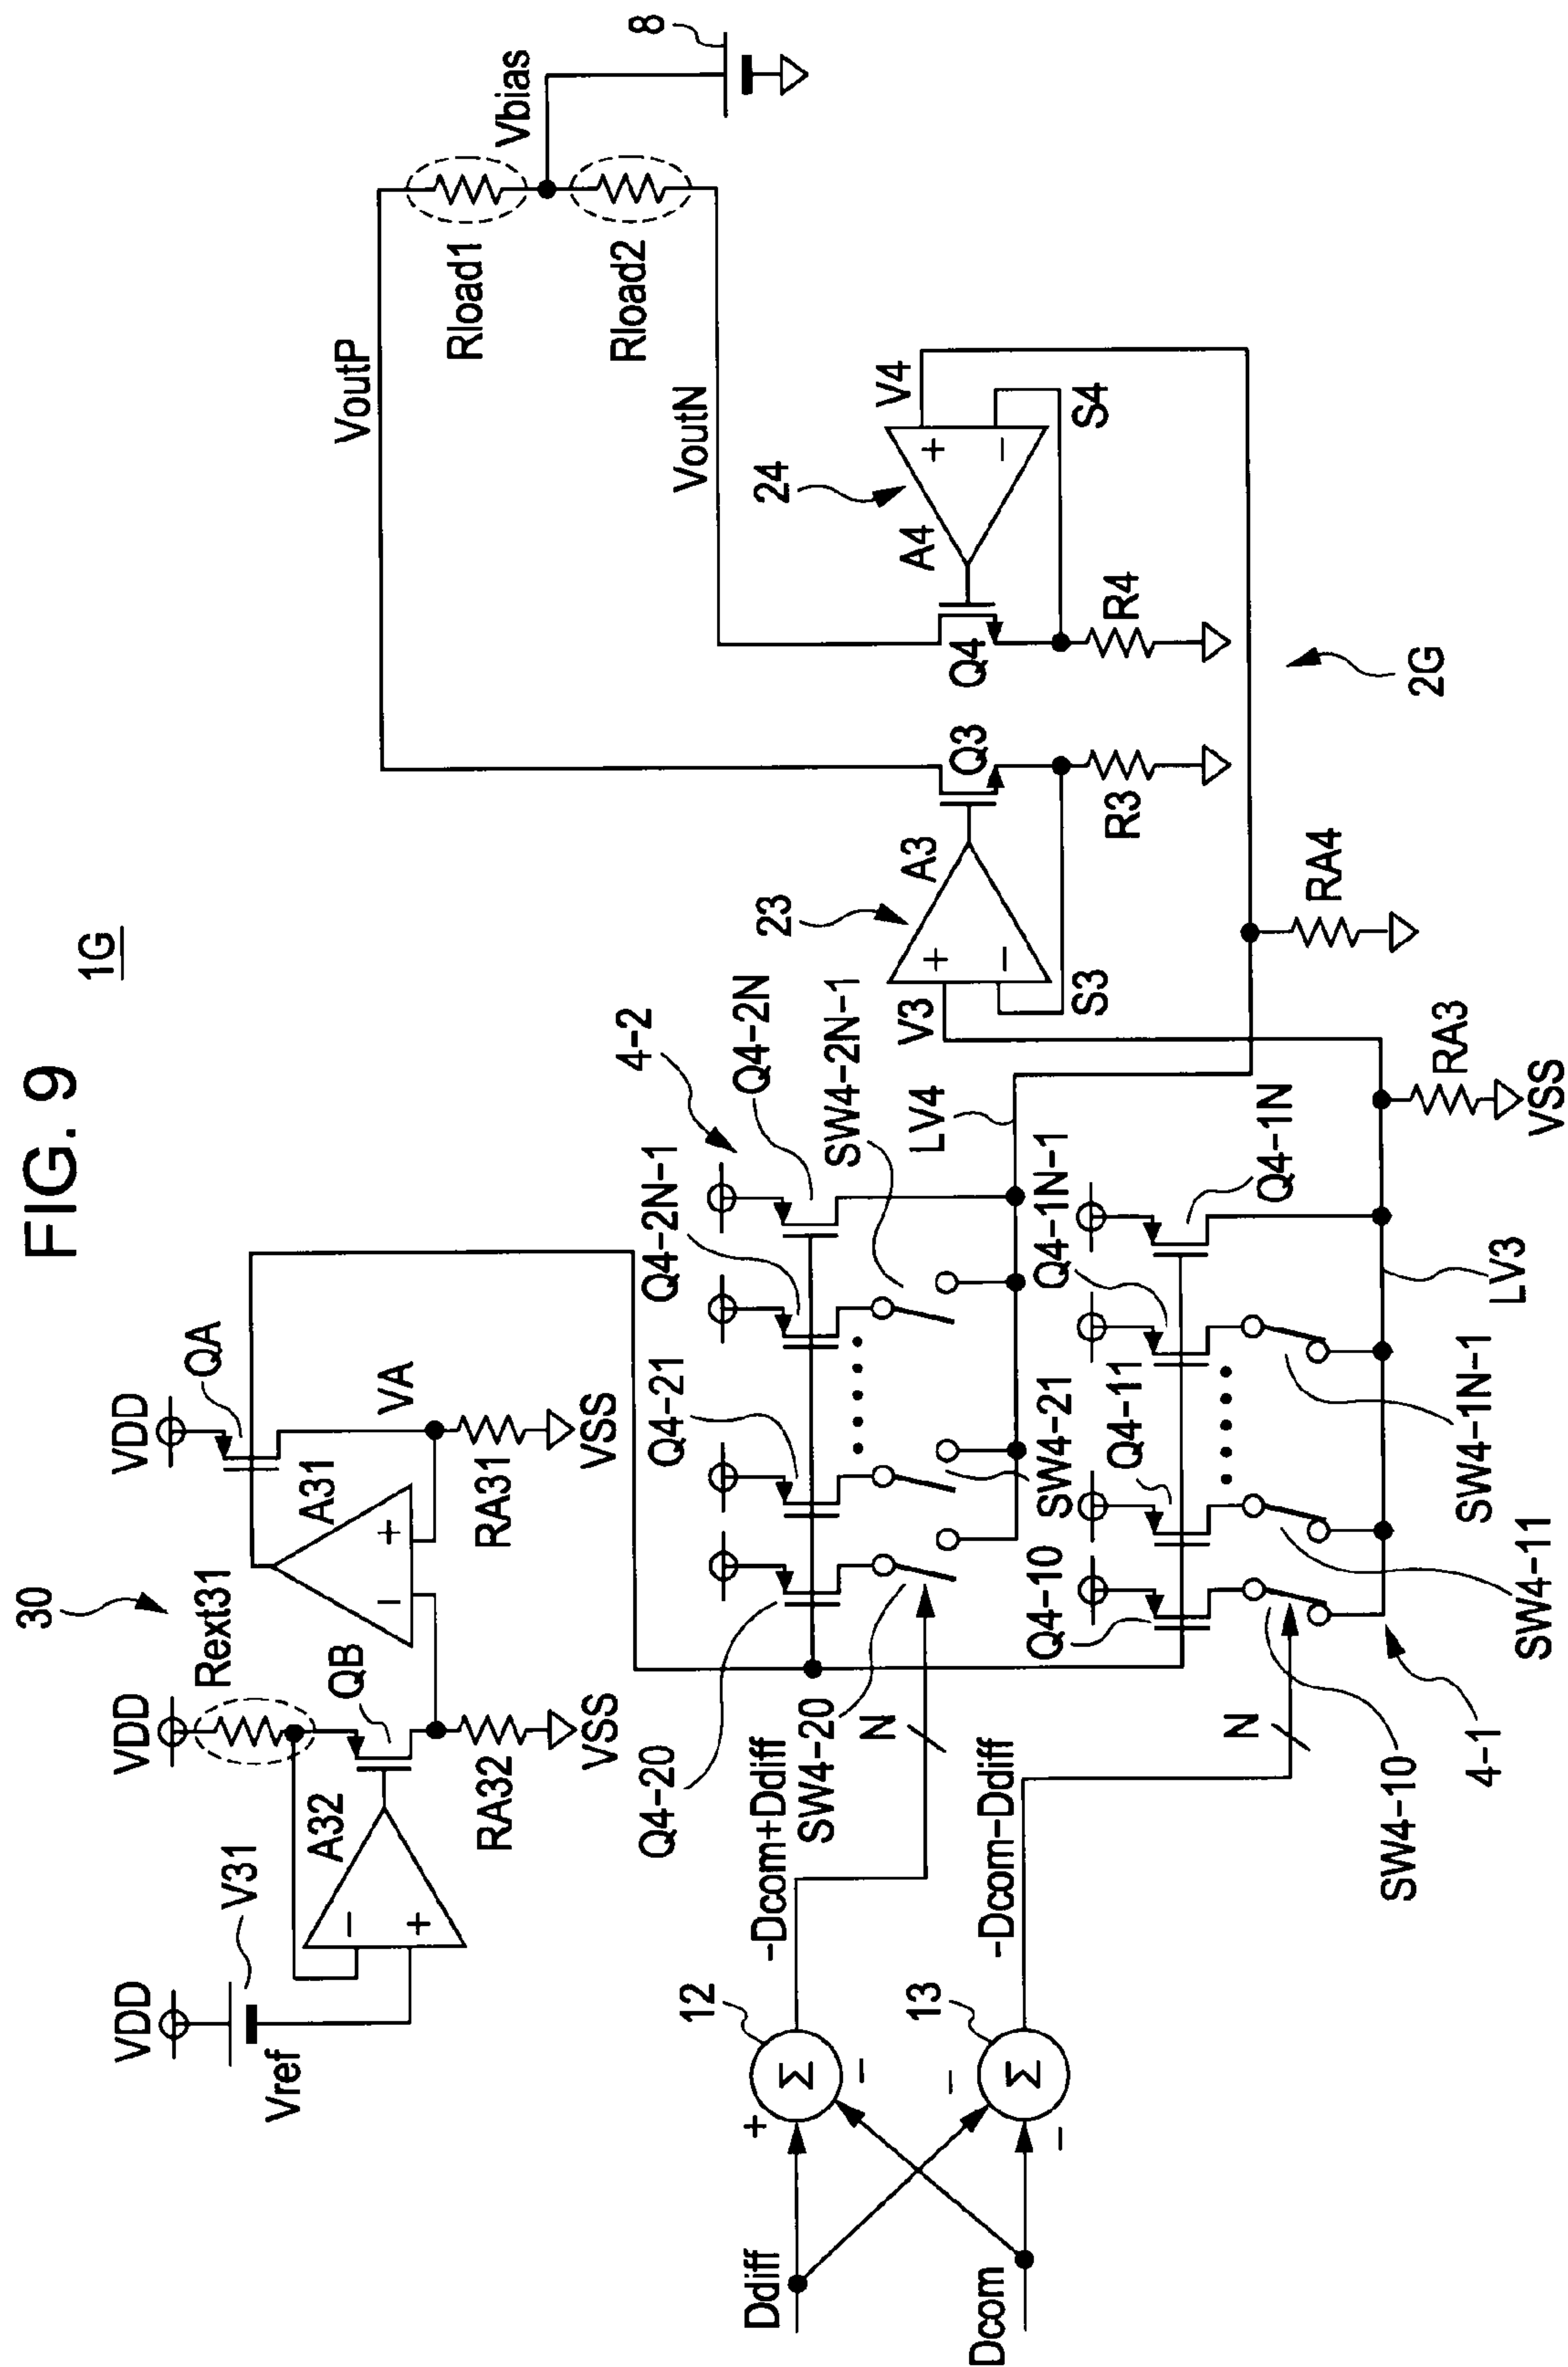 FIG. 9
1G
30
VDD
Vref
V31
VDD
Rext31
A32
−
+
QB
RA32
VSS
VDD
QA
A31
−
+
VA
RA31
VSS
VoutP
Rload1
Vbias
8
Rload2
VoutN
4-2
Q4-20
Q4-21
Q4-2N-1
Q4-2N
SW4-20
SW4-21
SW4-2N-1
LV4
N
Ddiff
Dcom
+
−
−
−
Σ
Σ
12
13
-Dcom+Ddiff
-Dcom-Ddiff
N
Q4-10
Q4-11
Q4-1N-1
Q4-1N
SW4-10
SW4-11
SW4-1N-1
4-1
LV3
RA3
VSS
RA4
23
V3
+
−
A3
S3
Q3
R3
24
V4
+
−
A4
S4
Q4
R4
2G